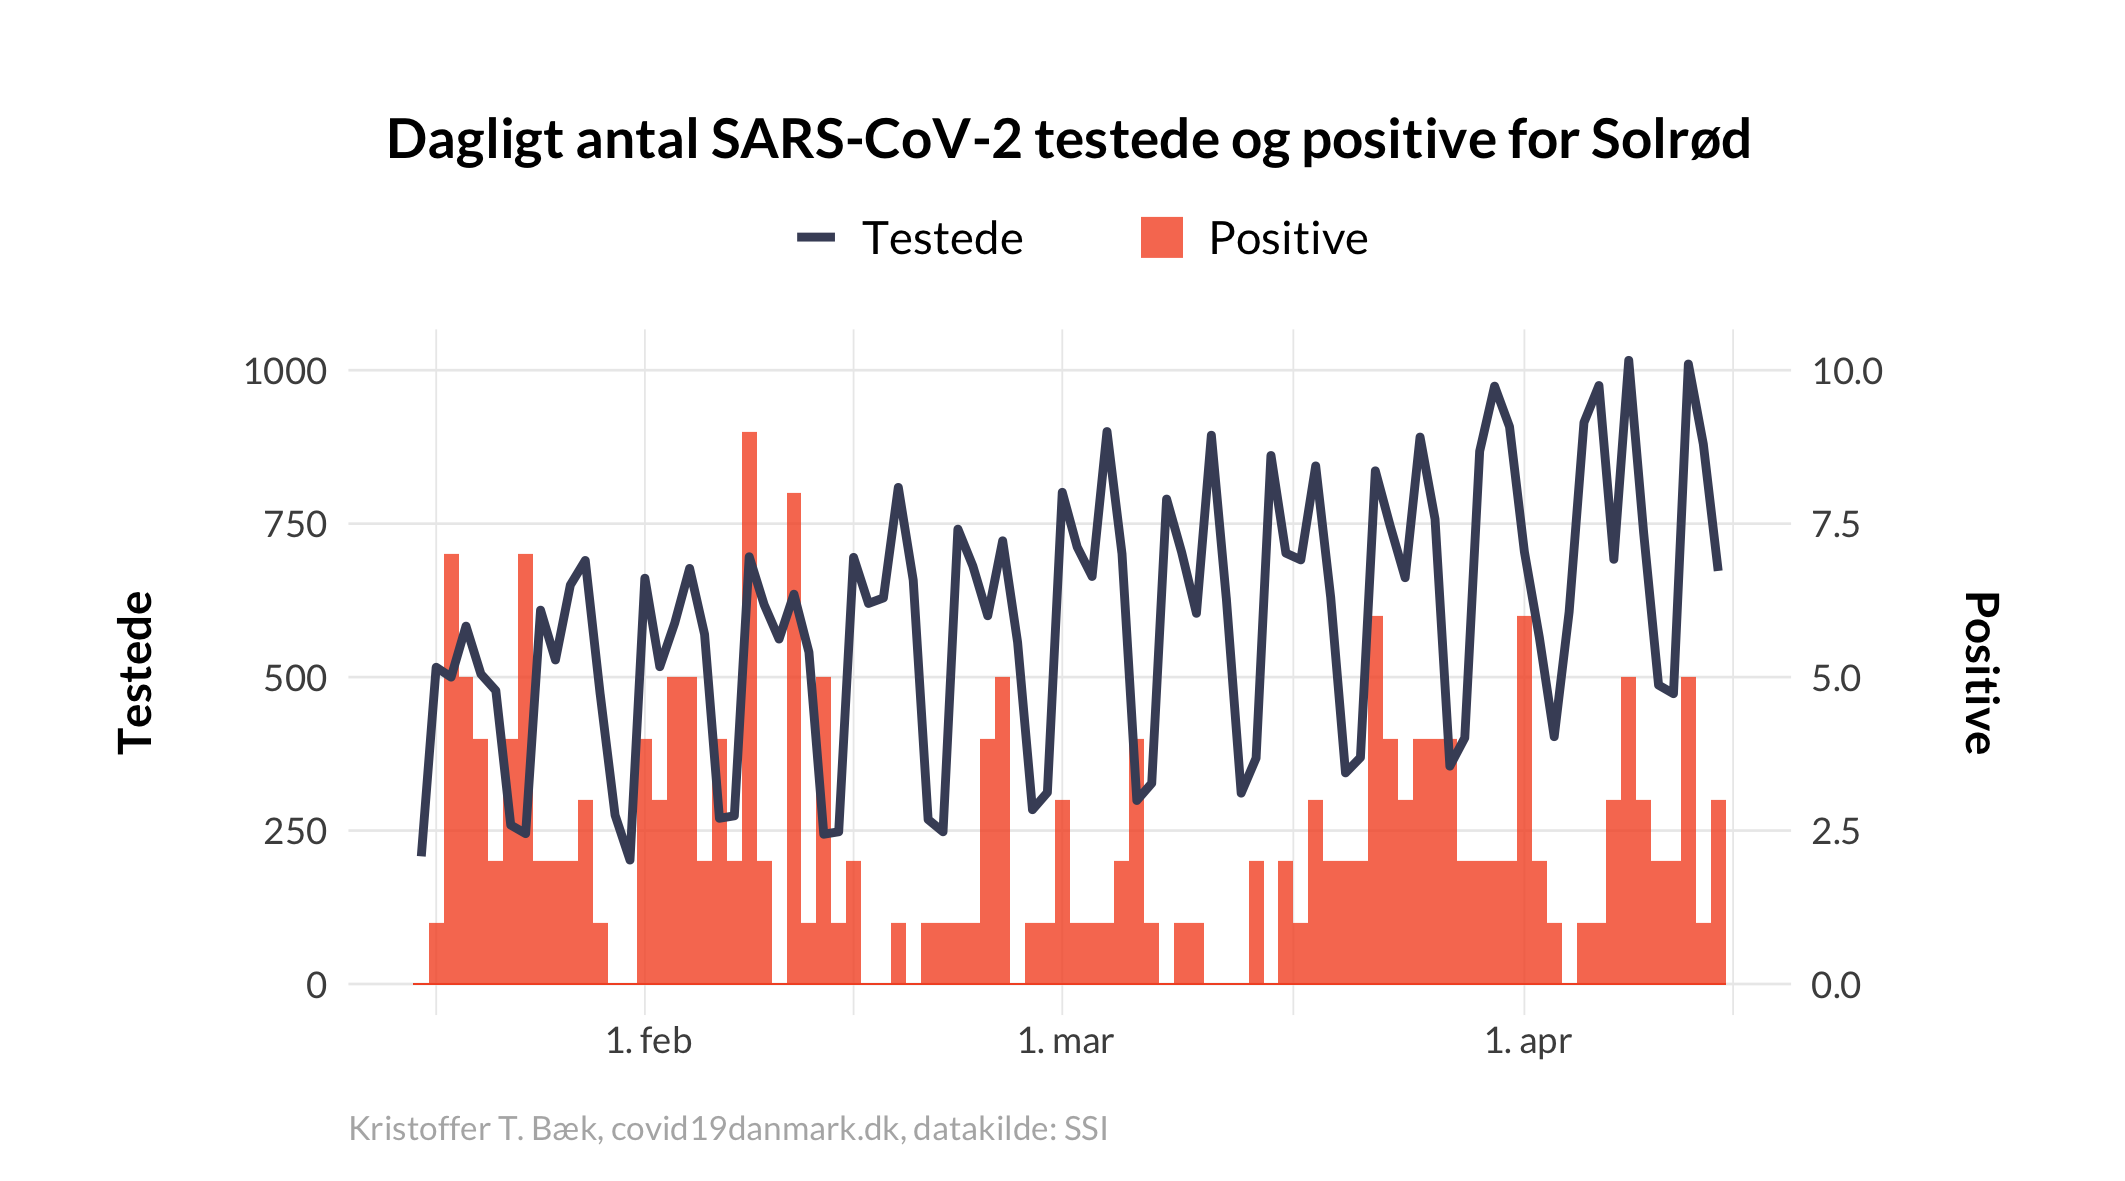 Dagligt antal SARS-CoV-2 testede og positive for Solrød
Testede
Positive
1000
750
500
250
0
Testede
10.0
7.5
5.0
2.5
0.0
Positive
1. feb
1. mar
1. apr
Kristoffer T. Bæk, covid19danmark.dk, datakilde: SSI